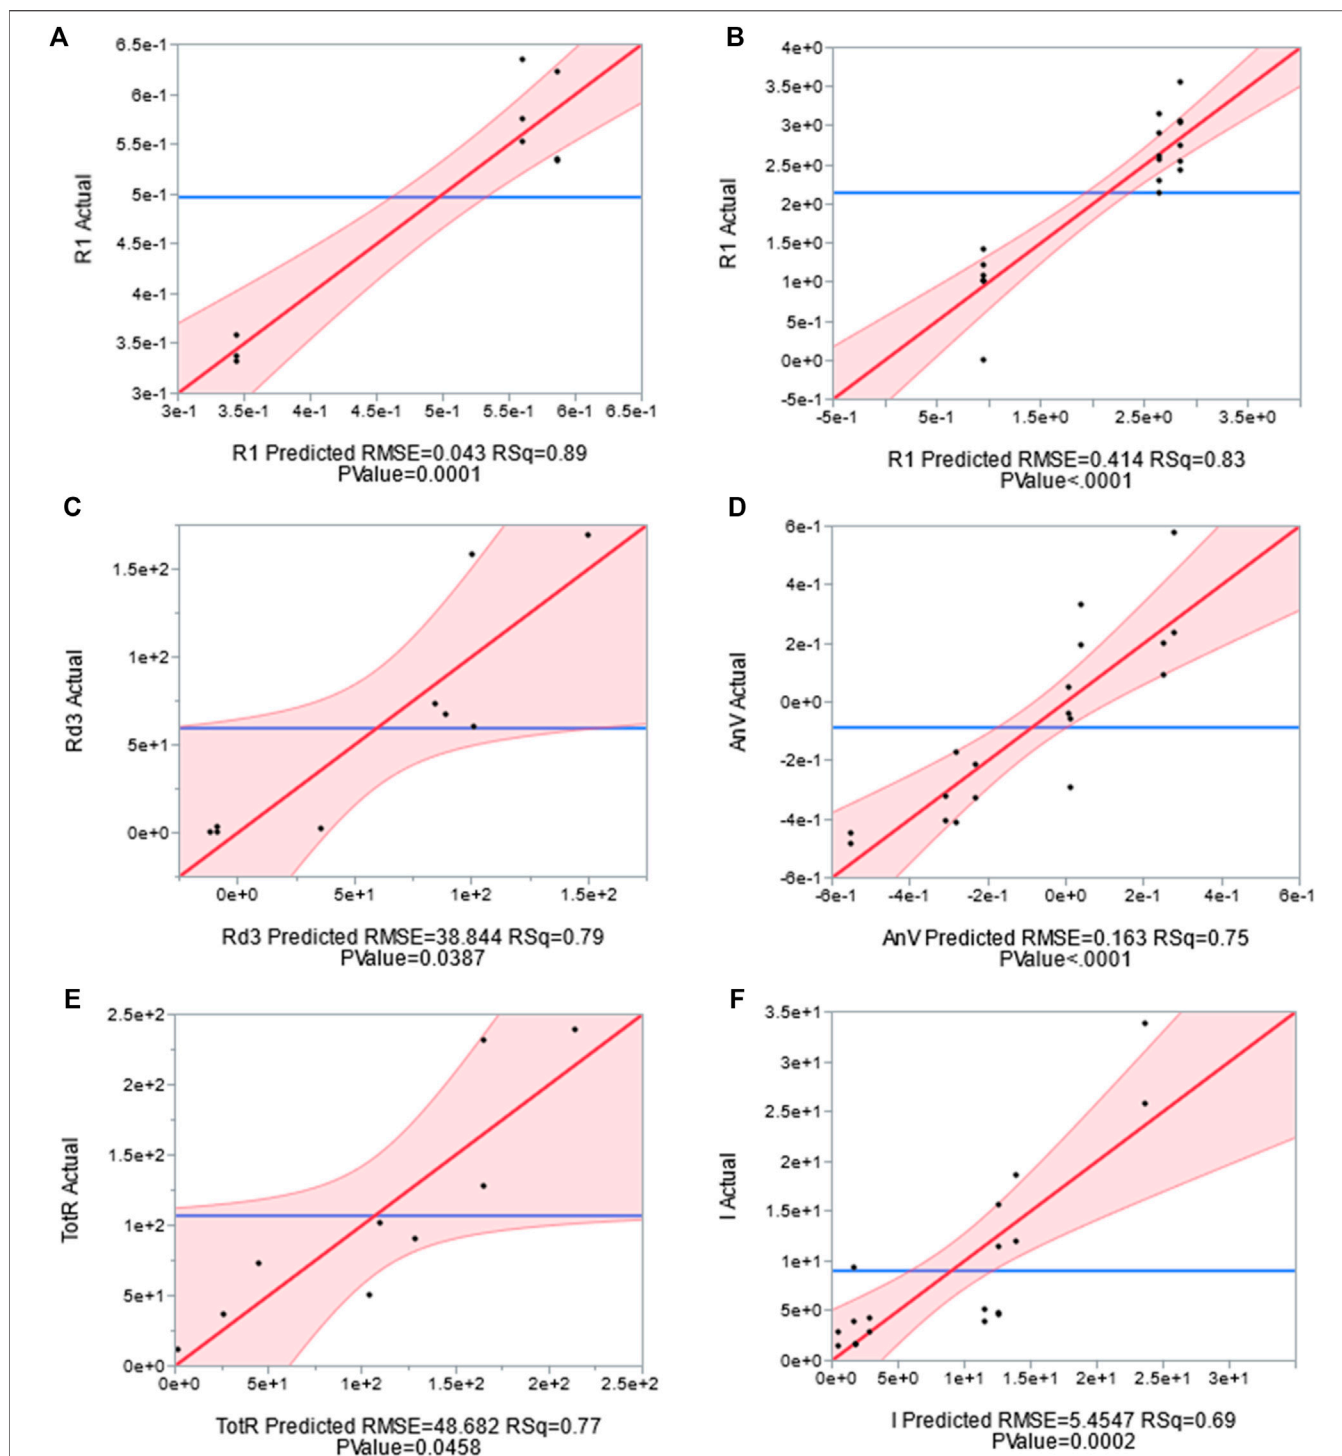 A
6.5e-1
6e-1
5.5e-1
5e-1
4.5e-1
4e-1
3.5e-1
3e-1
R1 Actual
3e-1 3.5e-1 4e-1 4.5e-1 5e-1 5.5e-1 6e-1 6.5e-1
R1 Predicted RMSE=0.043 RSq=0.89
PValue=0.0001
B
4e+0
3.5e+0
3e+0
2.5e+0
2e+0
1.5e+0
1e+0
5e-1
0e+0
-5e-1
R1 Actual
-5e-1 5e-1 1.5e+0 2.5e+0 3.5e+0
R1 Predicted RMSE=0.414 RSq=0.83
PValue<.0001
C
1.5e+2
1e+2
5e+1
0e+0
Rd3 Actual
0e+0 5e+1 1e+2 1.5e+2
Rd3 Predicted RMSE=38.844 RSq=0.79
PValue=0.0387
D
6e-1
4e-1
2e-1
0e+0
-2e-1
-4e-1
-6e-1
AnV Actual
-6e-1 -4e-1 -2e-1 0e+0 2e-1 4e-1 6e-1
AnV Predicted RMSE=0.163 RSq=0.75
PValue<.0001
E
2.5e+2
2e+2
1.5e+2
1e+2
5e+1
0e+0
TotR Actual
0e+0 5e+1 1e+2 1.5e+2 2e+2 2.5e+2
TotR Predicted RMSE=48.682 RSq=0.77
PValue=0.0458
F
3.5e+1
3e+1
2.5e+1
2e+1
1.5e+1
1e+1
5e+0
0e+0
I Actual
0e+0 5e+0 1e+1 1.5e+1 2e+1 2.5e+1 3e+1
I Predicted RMSE=5.4547 RSq=0.69
PValue=0.0002